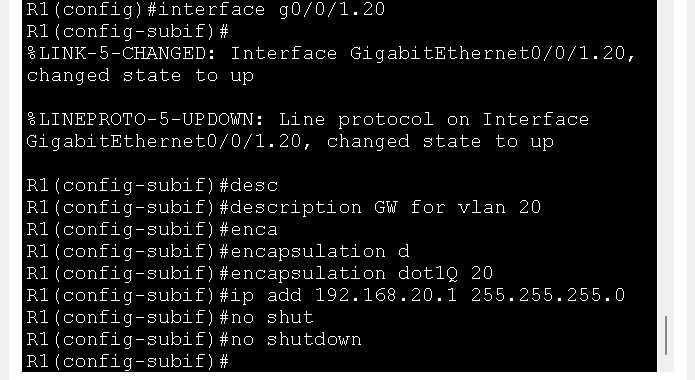 R1(config)#interface g0/0/1.20
R1(config-subif)#
%LINK-5-CHANGED: Interface GigabitEthernet0/0/1.20,
changed state to up
%LINEPROTO-5-UPDOWN: Line protocol on Interface
GigabitEthernet0/0/1.20, changed state to up
R1(config-subif)#desc
R1(config-subif)#description GW for vlan 20
R1(config-subif)#enca
R1(config-subif)#encapsulation d
R1(config-subif)#encapsulation dot1Q 20
R1(config-subif)#ip add 192.168.20.1 255.255.255.0
R1(config-subif)#no shut
R1(config-subif)#no shutdown
R1(config-subif)#